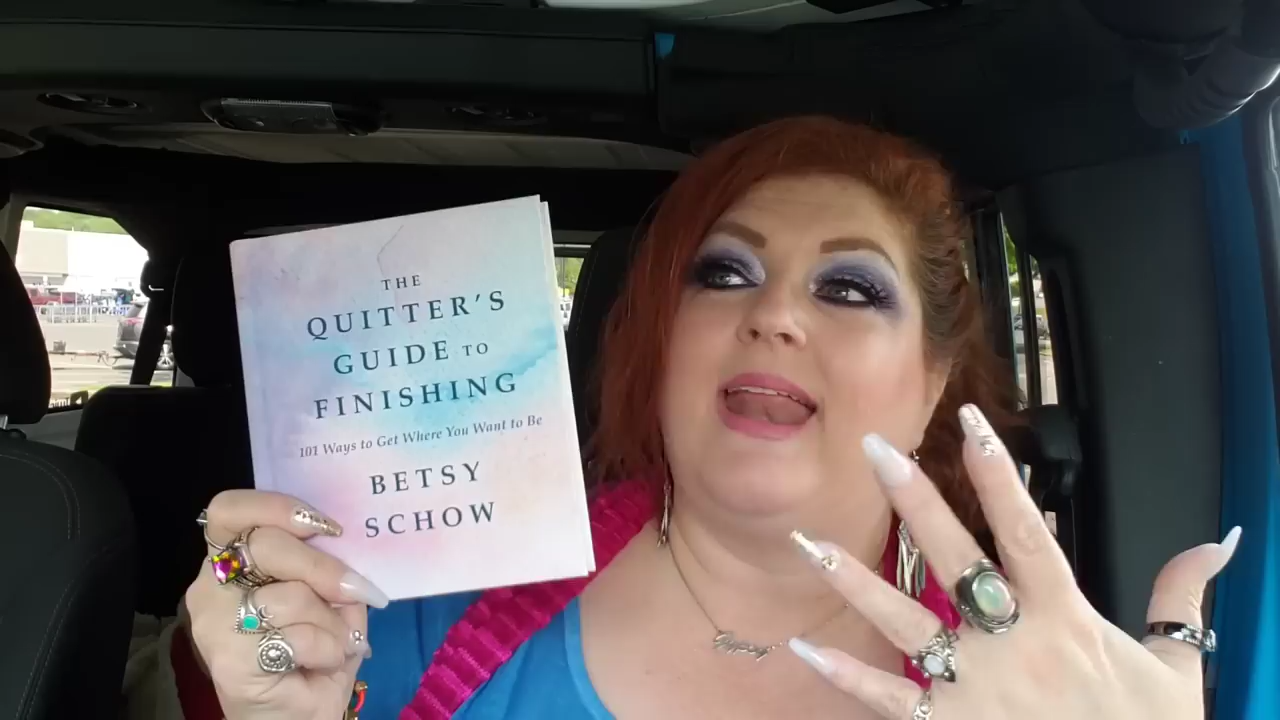 THE
QUITTER'S
GUIDE TO
FINISHING
101 Ways to Get Where You Want to Be
BETSY
SCHOW